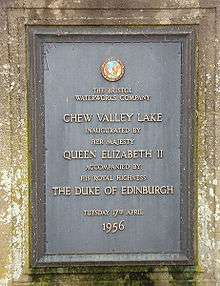 THE BRISTOL
WATERWORKS COMPANY
CHEW VALLEY LAKE
INAUGURATED BY
HER MAJESTY
QUEEN ELIZABETH II
ACCOMPANIED BY
HIS ROYAL HIGHNESS
THE DUKE OF EDINBURGH
TUESDAY, 17TH APRIL
1956